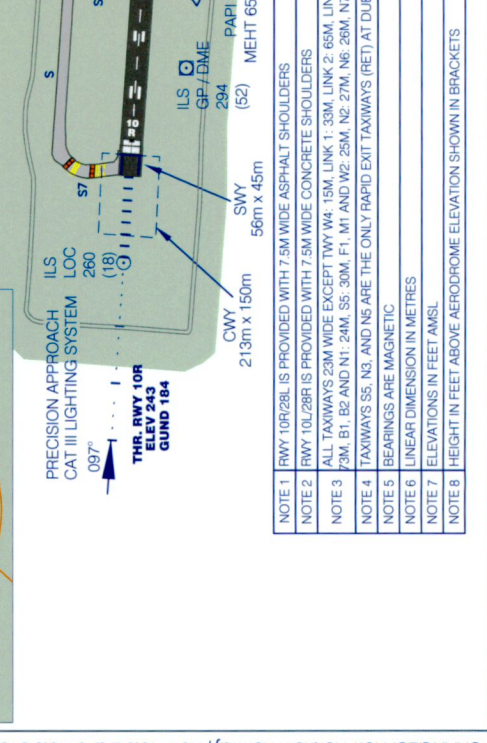 S
S7
10
R
ILS
GP / DME
294
(52)
PAPI
MEHT 65
SWY
56m x 45m
CWY
213m x 150m
PRECISION APPROACH
CAT III LIGHTING SYSTEM
ILS
LOC
260
(18)
097°
THR. RWY 10R
ELEV 243
GUND 184
NOTE 1 RWY 10R/28L IS PROVIDED WITH 7.5M WIDE ASPHALT SHOULDERS
NOTE 2 RWY 10L/28R IS PROVIDED WITH 7.5M WIDE CONCRETE SHOULDERS
NOTE 3 ALL TAXIWAYS 23M WIDE EXCEPT TWY W4: 15M, LINK 1: 33M, LINK 2: 65M, LIN
73M, B1, B2 AND N1: 24M, S5: 30M, F1, M1 AND W2: 25M, N2: 27M, N6: 26M, N7
NOTE 4 TAXIWAYS S5, N3, AND N5 ARE THE ONLY RAPID EXIT TAXIWAYS (RET) AT DUB
NOTE 5 BEARINGS ARE MAGNETIC
NOTE 6 LINEAR DIMENSION IN METRES
NOTE 7 ELEVATIONS IN FEET AMSL
NOTE 8 HEIGHT IN FEET ABOVE AERODROME ELEVATION SHOWN IN BRACKETS